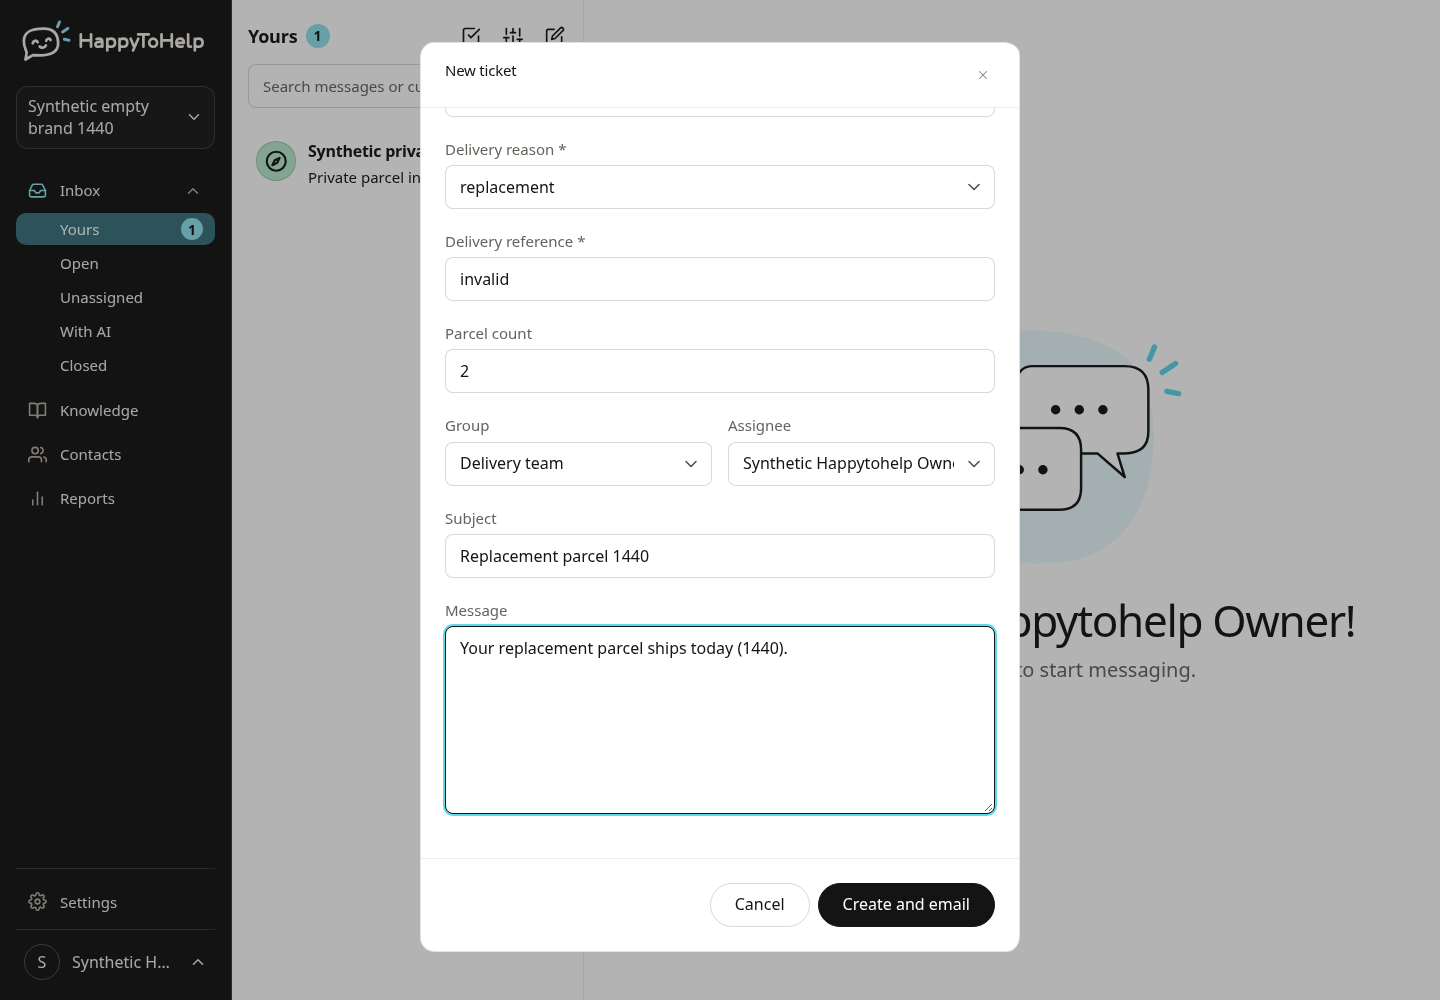 HappyToHelp
Synthetic empty
brand 1440
Inbox
Yours 1
Open
Unassigned
With AI
Closed
Knowledge
Contacts
Reports
Settings
S Synthetic H...
Yours 1
Search messages or cu
Synthetic priva
Private parcel in
New ticket
Delivery reason *
replacement
Delivery reference *
invalid
Parcel count
2
Group Assignee
Delivery team Synthetic Happytohelp Own
Subject
Replacement parcel 1440
Message
Your replacement parcel ships today (1440).
Cancel Create and email
ppytohelp Owner!
to start messaging.